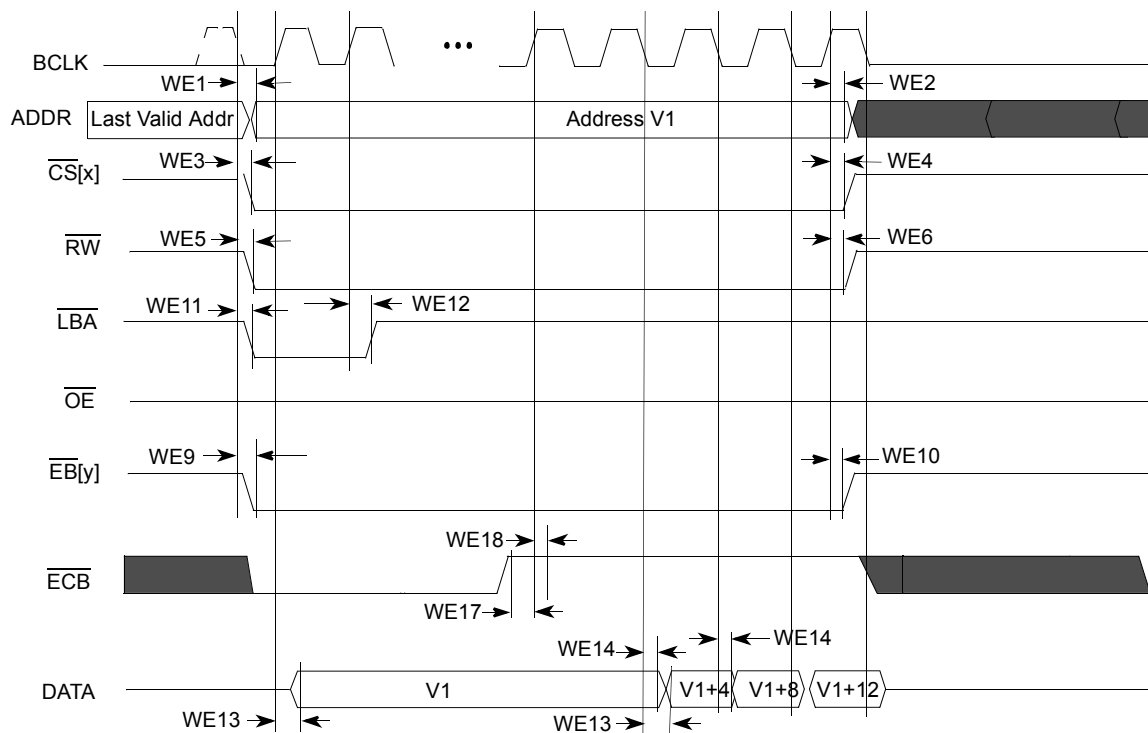 BCLK
WE1
WE2
ADDR
Last Valid Addr
Address V1
WE3
WE4
CS[x]
WE5
WE6
RW
WE11
WE12
LBA
OE
WE9
WE10
EB[y]
WE18
ECB
WE17
WE14
WE14
DATA
V1
V1+4
V1+8
V1+12
WE13
WE13